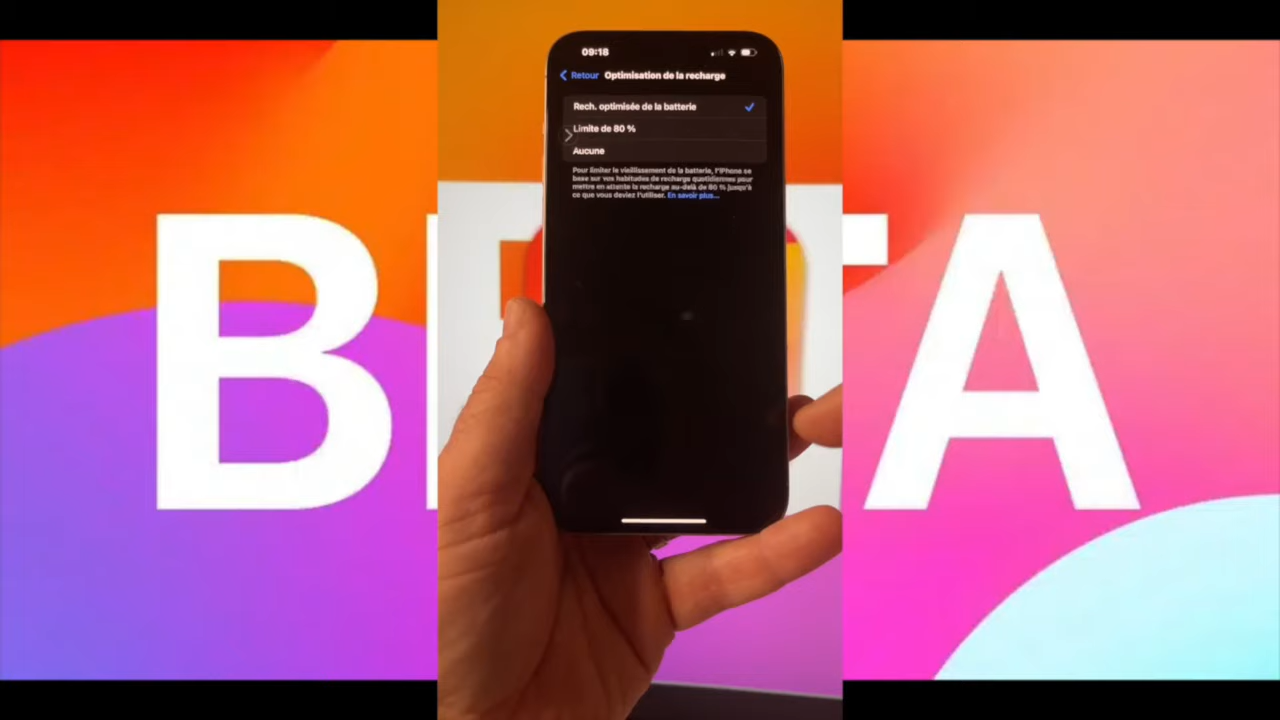 BETA
09:18
Retour Optimisation de la recharge
Rech. optimisée de la batterie
Limite de 80 %
Aucune
Pour limiter le vieillissement de la batterie, l'iPhone se
base sur vos habitudes de recharge quotidiennes pour
mettre en attente la recharge au-delà de 80 % jusqu'à
ce que vous deviez l'utiliser. En savoir plus...